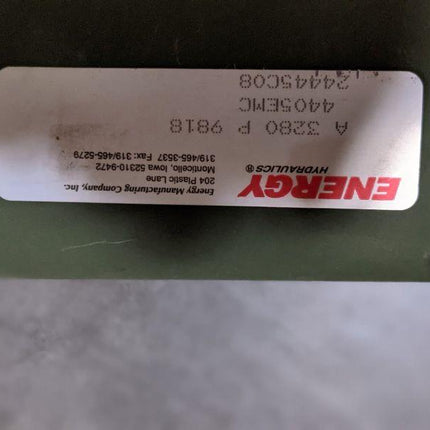 ENERGY
HYDRAULICS®
Energy Manufacturing Company, Inc.
204 Plastic Lane
Monticello, Iowa 52310-9472
319/465-3537 Fax: 319/465-5279
A 3280 P 9818
4405EMC
24445C08